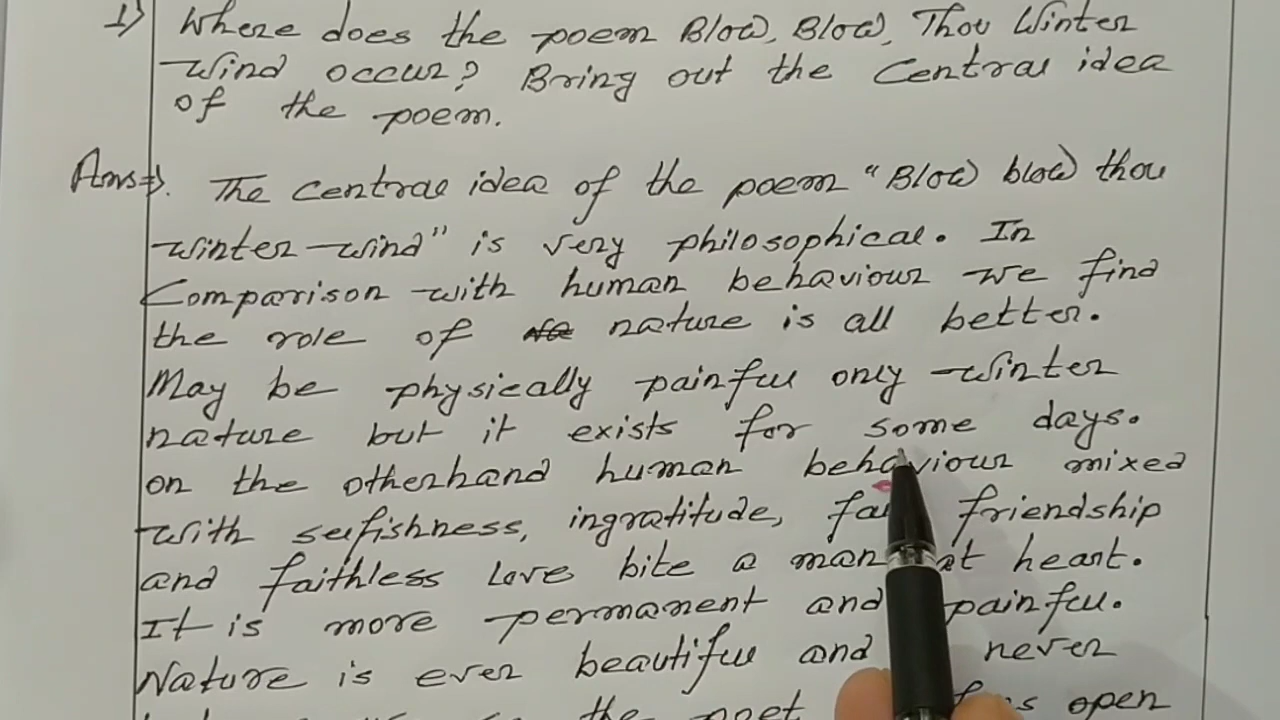 1) Where does the poem Blow, Blow, Thou Winter
Wind occur? Bring out the Central idea
of the poem.
Ans⇒. The central idea of the poem "Blow blow thou
winter wind" is very philosophical. In
Comparison with human behaviour we find
the role of nature is all better.
May be physically painful only winter
nature but it exists for some days.
on the otherhand human behaviour mixed
with selfishness, ingratitude, friendship
and faithless Love bite a man at heart.
It is more permanent and painful.
Nature is ever beautiful and never
the poet open